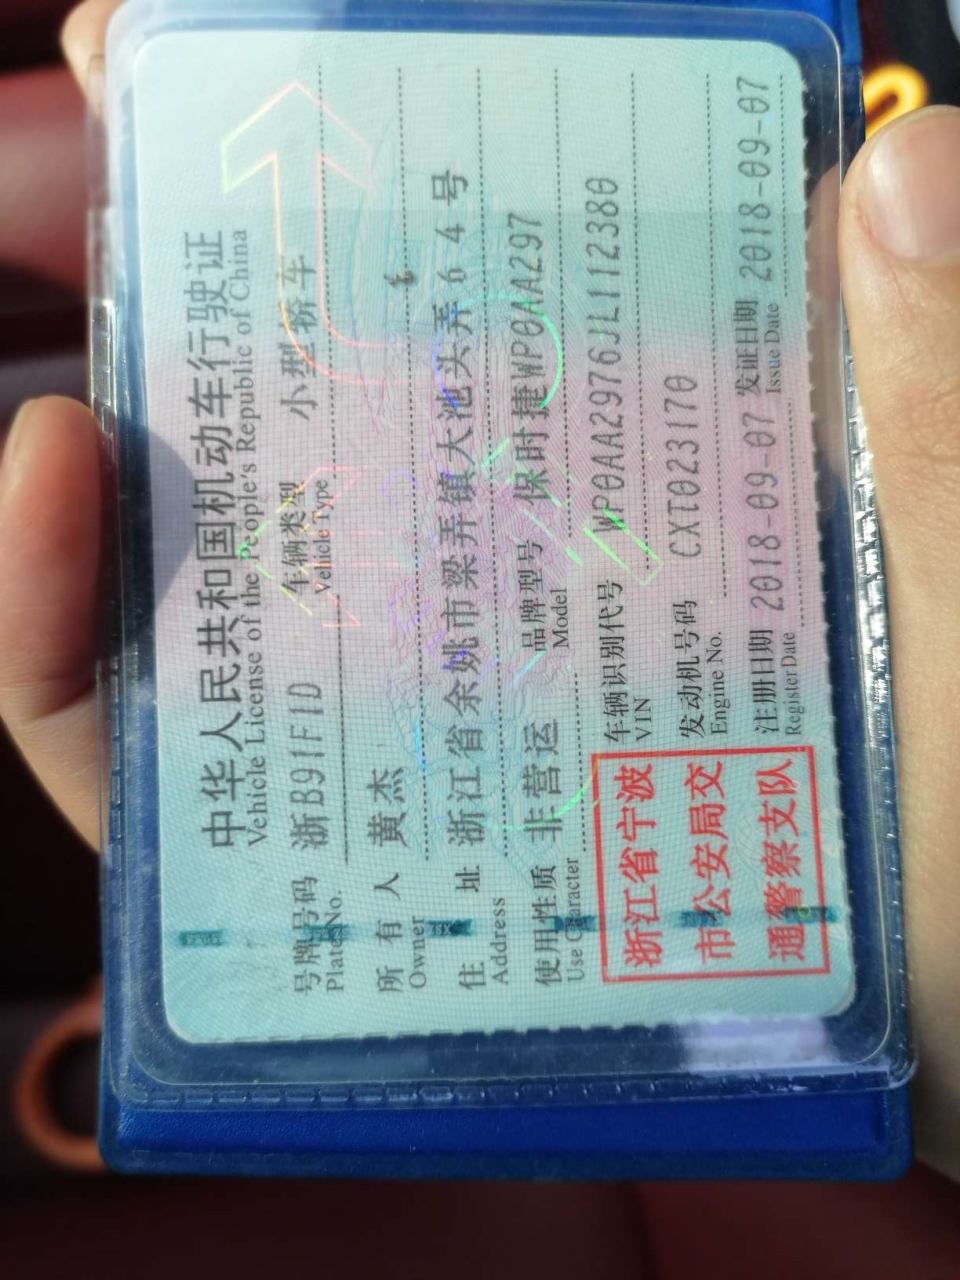 中华人民共和国机动车行驶证
Vehicle License of the People's Republic of China
号牌号码 浙B91F1D 车辆类型 小型轿车
Plate No. Vehicle Type
所有人 黄杰
Owner
住址 浙江省余姚市梁弄镇大池头弄64号
Address
使用性质 非营运 品牌型号 保时捷WP0AA297
Use Character Model
车辆识别代号 WP0AA2976JL112380
VIN
发动机号码 CXT023170
Engine No.
注册日期 2018-09-07 发证日期 2018-09-07
Register Date Issue Date
浙江省宁波
市公安局交
通警察支队